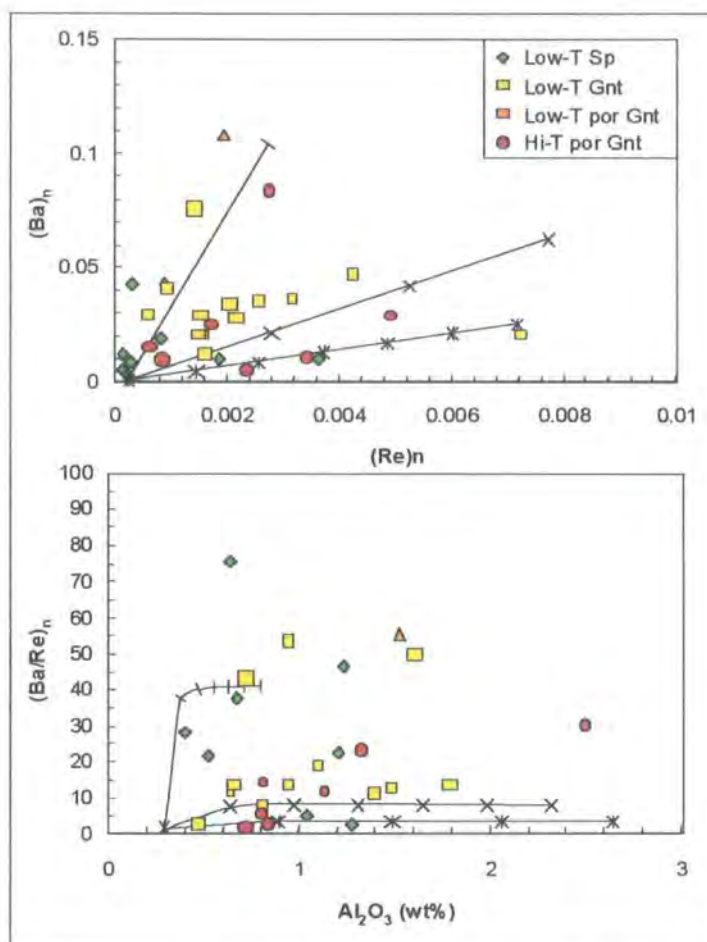 0.15
0.1
0.05
0
(Ba)n
Low-T Sp
Low-T Gnt
Low-T por Gnt
Hi-T por Gnt
0 0.002 0.004 0.006 0.008 0.01
(Re)n
100
90
80
70
60
50
40
30
20
10
0
(Ba/Re)n
0 1 2 3
Al2O3 (wt%)